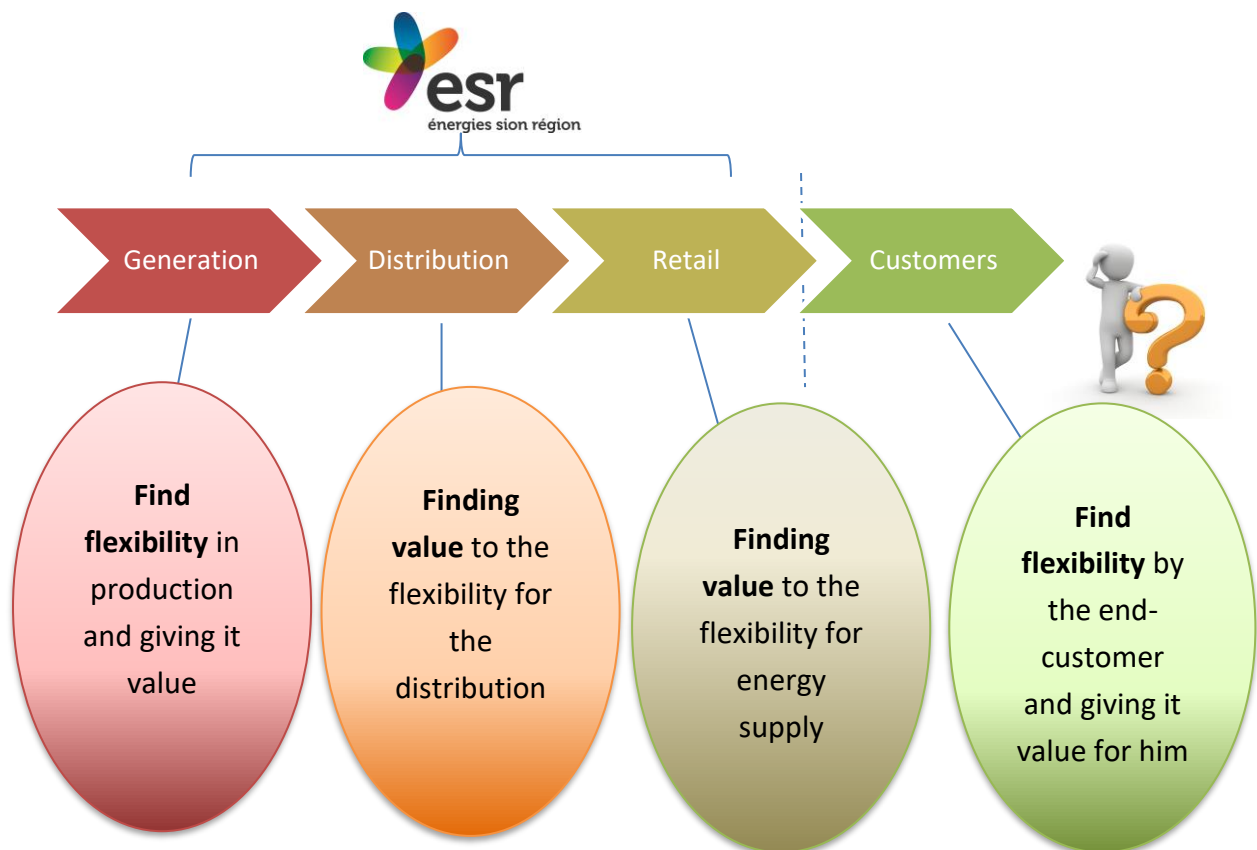 esr
énergies sion région
Generation
Distribution
Retail
Customers
Find
flexibility in
production
and giving it
value
Finding
value to the
flexibility for
the
distribution
Finding
value to the
flexibility for
energy
supply
Find
flexibility by
the end-
customer
and giving it
value for him